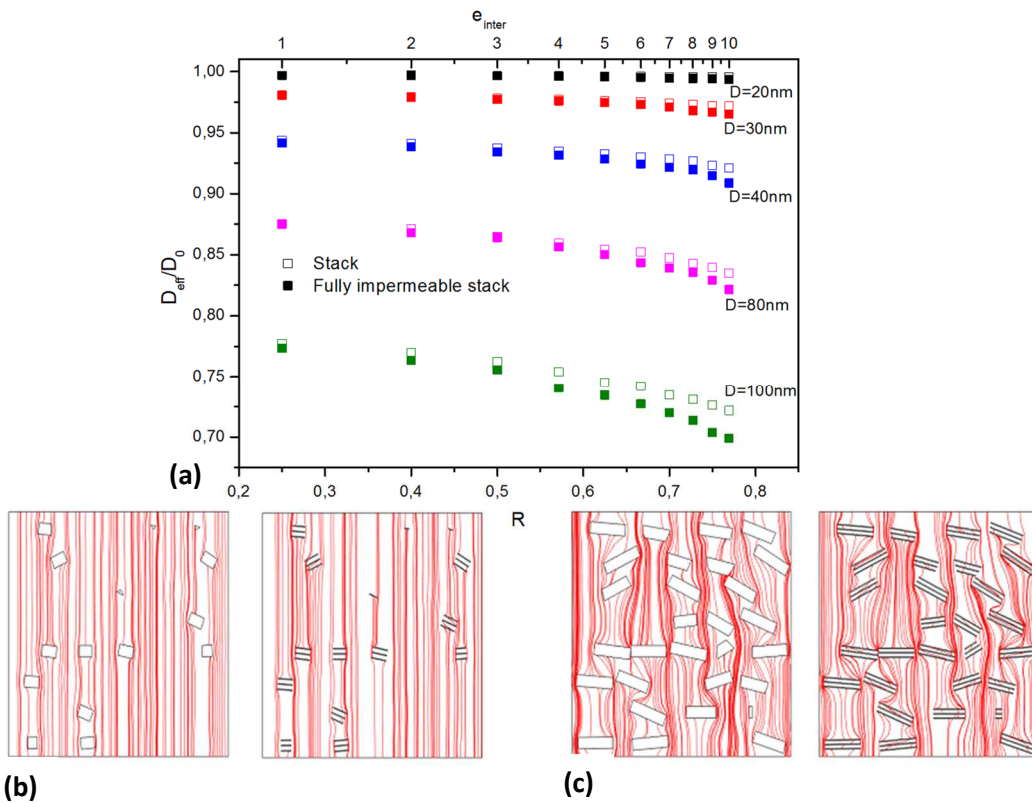 e_inter
1 2 3 4 5 6 7 8 9 10
1,00
D=20nm
D=30nm
0,95
D=40nm
0,90
D_eff/D_0
0,85
Stack
Fully impermeable stack
D=80nm
0,80
0,75
D=100nm
0,70
(a)
0,2 0,3 0,4 0,5 0,6 0,7 0,8
R
(b)
(c)